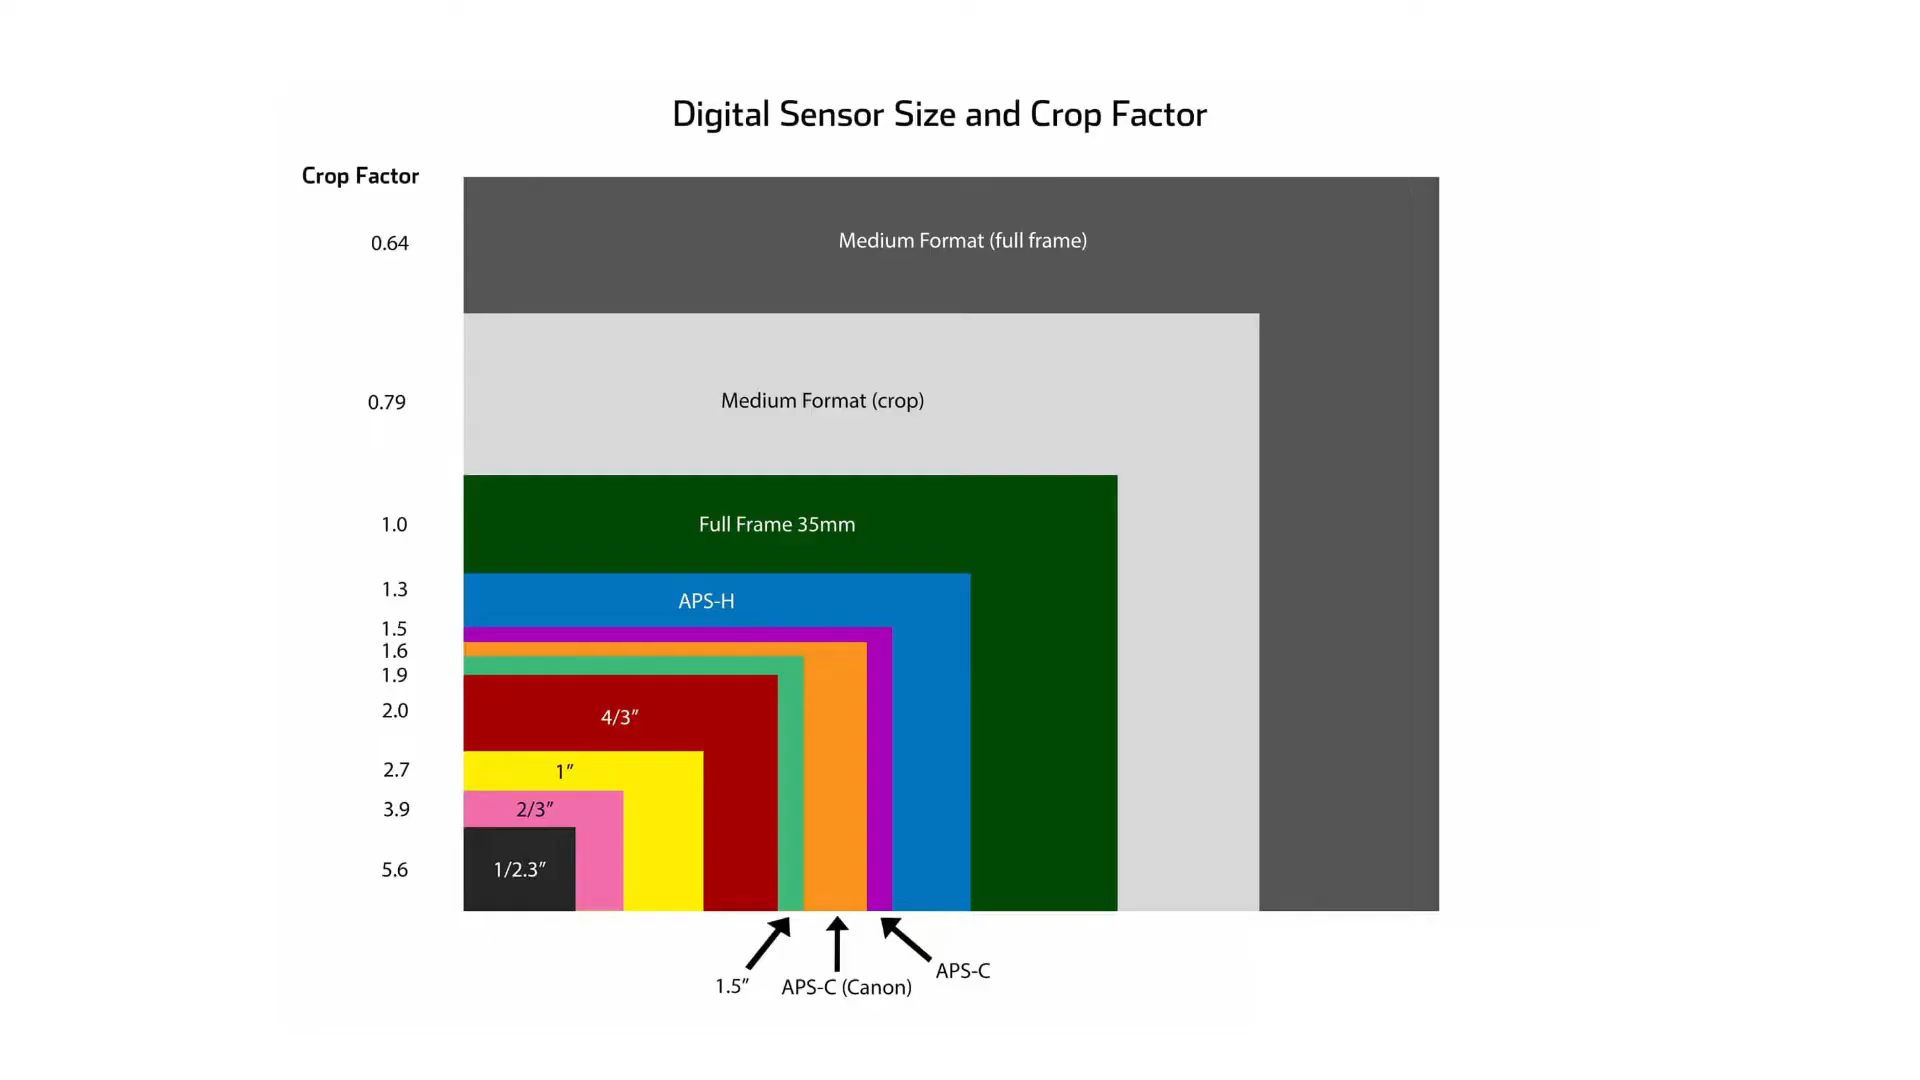 Digital Sensor Size and Crop Factor
Crop Factor
0.64
Medium Format (full frame)
0.79
Medium Format (crop)
1.0
Full Frame 35mm
1.3
APS-H
1.5
1.6
1.9
2.0
4/3”
2.7
1”
3.9
2/3”
5.6
1/2.3”
1.5”
APS-C (Canon)
APS-C